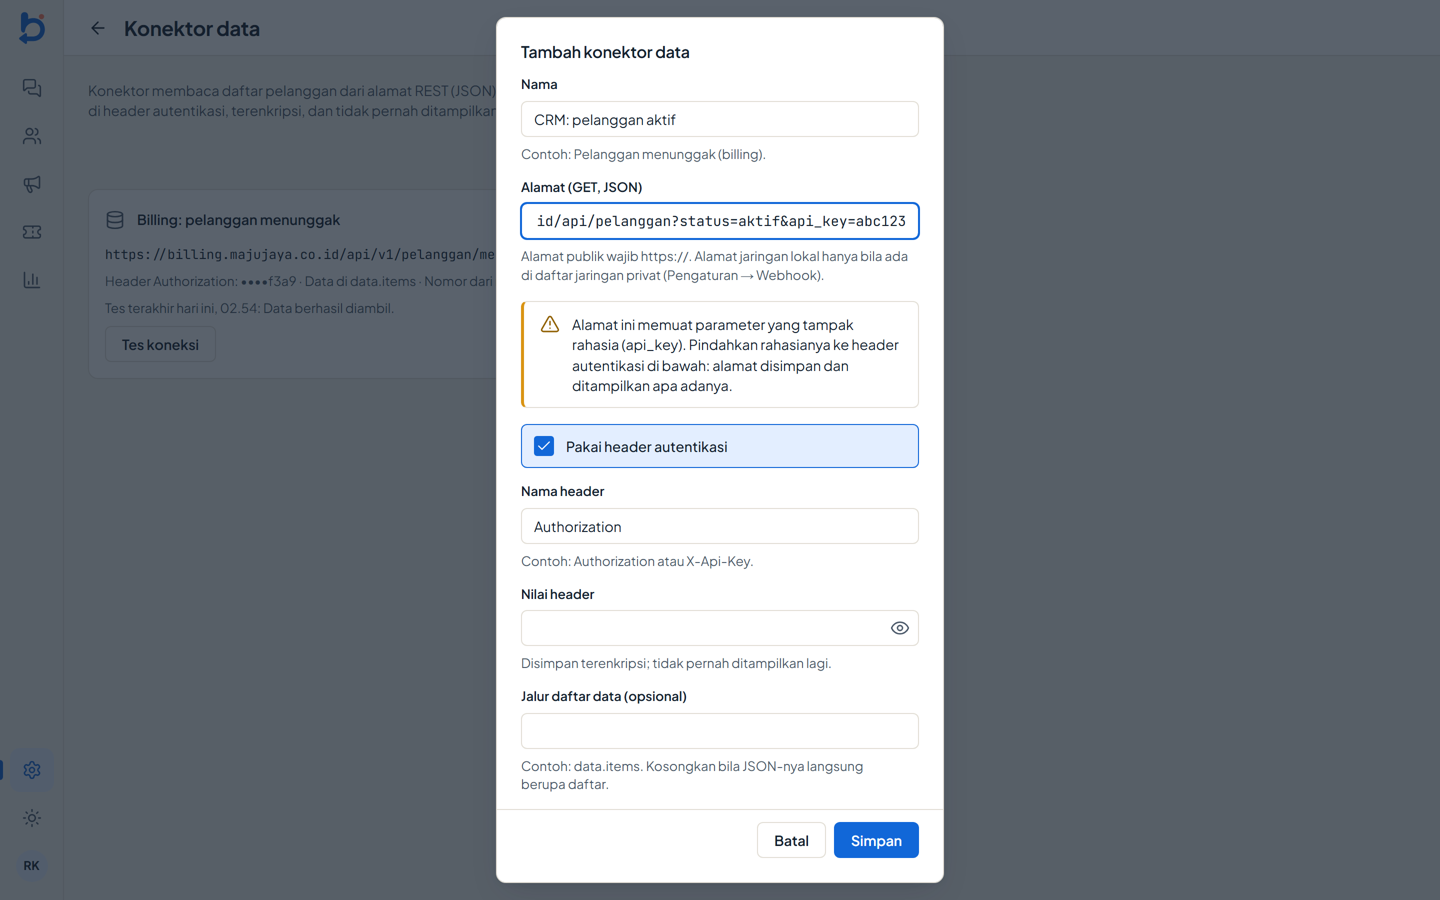 Konektor data
Konektor membaca daftar pelanggan dari alamat REST (JSON)
di header autentikasi, terenkripsi, dan tidak pernah ditampilkan
Billing: pelanggan menunggak
https://billing.majujaya.co.id/api/v1/pelanggan/me
Header Authorization: ••••f3a9 · Data di data.items · Nomor dari
Tes terakhir hari ini, 02.54: Data berhasil diambil.
Tes koneksi
RK
Tambah konektor data
Nama
CRM: pelanggan aktif
Contoh: Pelanggan menunggak (billing).
Alamat (GET, JSON)
id/api/pelanggan?status=aktif&api_key=abc123
Alamat publik wajib https://. Alamat jaringan lokal hanya bila ada
di daftar jaringan privat (Pengaturan → Webhook).
Alamat ini memuat parameter yang tampak
rahasia (api_key). Pindahkan rahasianya ke header
autentikasi di bawah: alamat disimpan dan
ditampilkan apa adanya.
Pakai header autentikasi
Nama header
Authorization
Contoh: Authorization atau X-Api-Key.
Nilai header
Disimpan terenkripsi; tidak pernah ditampilkan lagi.
Jalur daftar data (opsional)
Contoh: data.items. Kosongkan bila JSON-nya langsung
berupa daftar.
Batal
Simpan